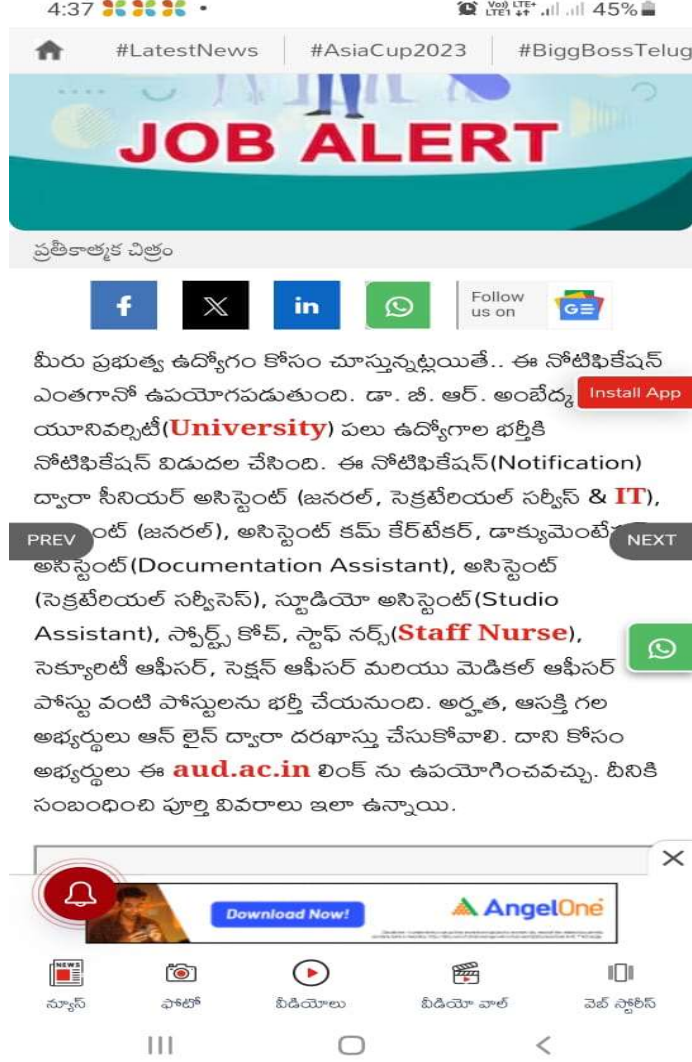 4:37
LTE+
45%
#LatestNews
#AsiaCup2023
#BiggBossTelug
JOB ALERT
ప్రతీకాత్మక చిత్రం
f
X
in
Follow
us on
G
మీరు ప్రభుత్వ ఉద్యోగం కోసం చూస్తున్నట్లయితే.. ఈ నోటిఫికేషన్
ఎంతగానో ఉపయోగపడుతుంది. డా. బీ. ఆర్. అంబేద్క
Install App
యూనివర్సిటీ(University) పలు ఉద్యోగాల భర్తీకి
నోటిఫికేషన్ విడుదల చేసింది. ఈ నోటిఫికేషన్(Notification)
ద్వారా సీనియర్ అసిస్టెంట్ (జనరల్, సెక్రటేరియల్ సర్వీస్ & IT),
PREV
ంట్ (జనరల్), అసిస్టెంట్ కమ్ కేర్‌టేకర్, డాక్యుమెంటే
NEXT
అసిస్టెంట్(Documentation Assistant), అసిస్టెంట్
(సెక్రటేరియల్ సర్వీసెస్), స్టూడియో అసిస్టెంట్(Studio
Assistant), స్పోర్ట్స్ కోచ్, స్టాఫ్ నర్స్(Staff Nurse),
సెక్యూరిటీ ఆఫీసర్, సెక్షన్ ఆఫీసర్ మరియు మెడికల్ ఆఫీసర్
పోస్టు వంటి పోస్టులను భర్తీ చేయనుంది. అర్హత, ఆసక్తి గల
అభ్యర్థులు ఆన్ లైన్ ద్వారా దరఖాస్తు చేసుకోవాలి. దాని కోసం
అభ్యర్థులు ఈ aud.ac.in లింక్ ను ఉపయోగించవచ్చు. దీనికి
సంబంధించి పూర్తి వివరాలు ఇలా ఉన్నాయి.
Download Now!
AngelOne
NEWS
న్యూస్
ఫోటో
వీడియోలు
వీడియో వాల్
వెబ్ స్టోరీస్